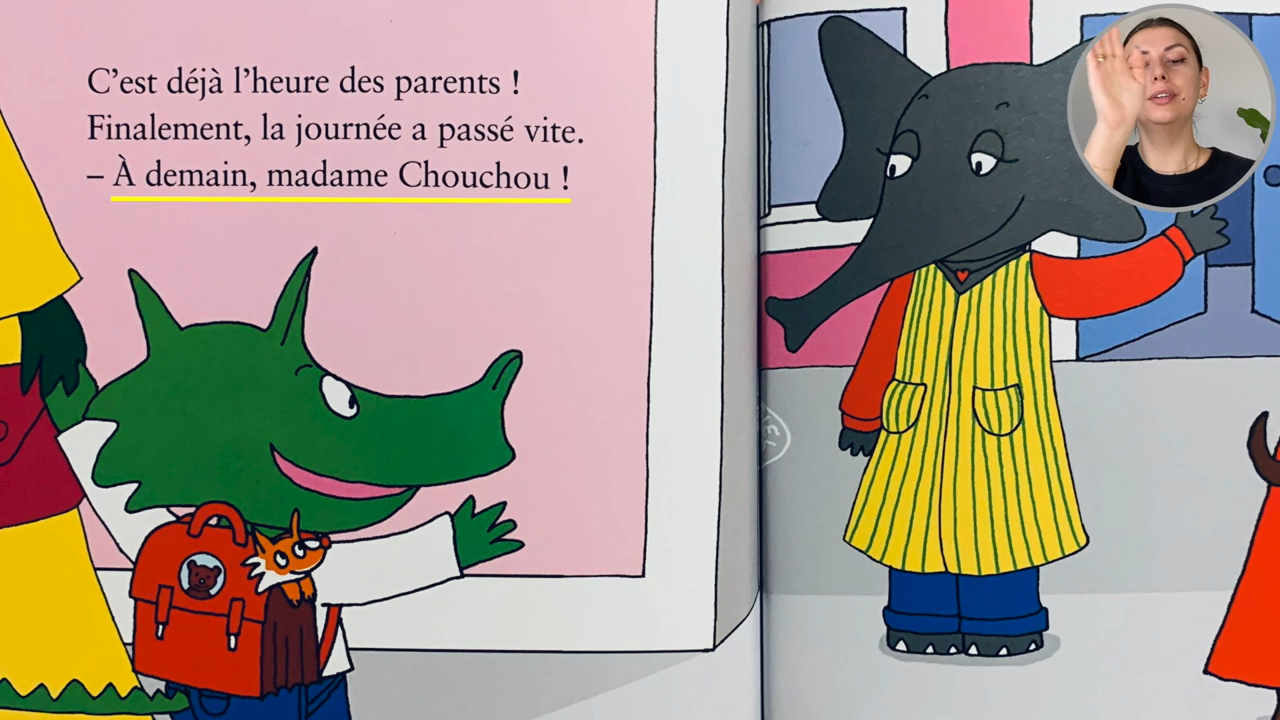 C'est déjà l'heure des parents !
Finalement, la journée a passé vite.
– À demain, madame Chouchou !